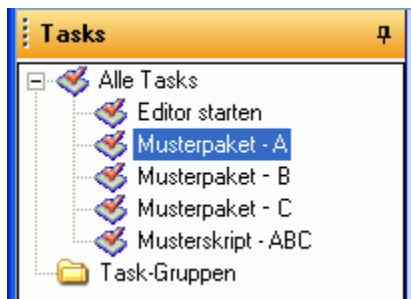 Tasks
Alle Tasks
Editor starten
Musterpaket - A
Musterpaket - B
Musterpaket - C
Musterskript - ABC
Task-Gruppen